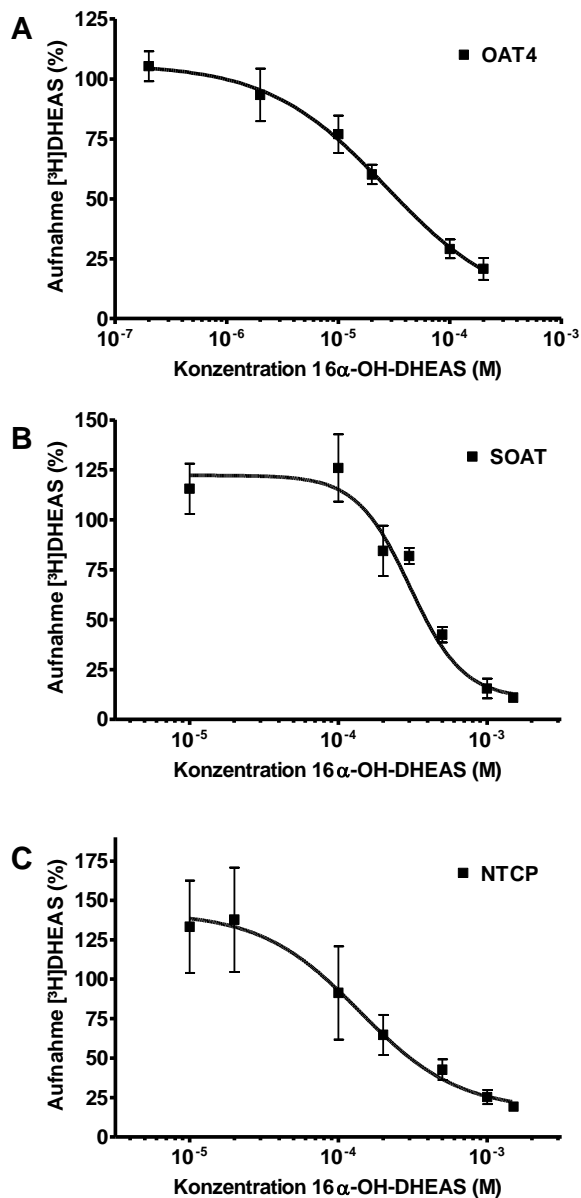 A
Aufnahme [³H]DHEAS (%)
125
100
75
50
25
0
OAT4
10⁻⁷ 10⁻⁶ 10⁻⁵ 10⁻⁴ 10⁻³
Konzentration 16α-OH-DHEAS (M)
B
Aufnahme [³H]DHEAS (%)
150
125
100
75
50
25
0
SOAT
10⁻⁵ 10⁻⁴ 10⁻³
Konzentration 16α-OH-DHEAS (M)
C
Aufnahme [³H]DHEAS (%)
175
150
125
100
75
50
25
0
NTCP
10⁻⁵ 10⁻⁴ 10⁻³
Konzentration 16α-OH-DHEAS (M)